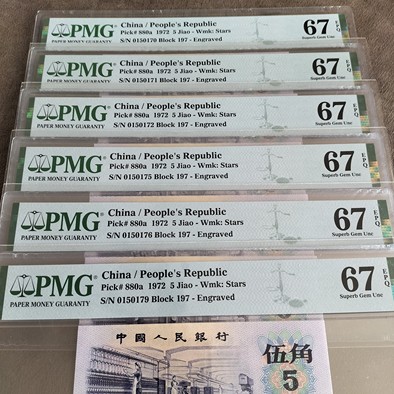 PMG
PAPER MONEY GUARANTY
China / People's Republic
Pick# 880a 1972 5 Jiao - Wmk: Stars
S/N 0150170 Block 197 - Engraved
67 EPQ
Superb Gem Unc
PMG
PAPER MONEY GUARANTY
China / People's Republic
Pick# 880a 1972 5 Jiao - Wmk: Stars
S/N 0150171 Block 197 - Engraved
67 EPQ
Superb Gem Unc
PMG
PAPER MONEY GUARANTY
China / People's Republic
Pick# 880a 1972 5 Jiao - Wmk: Stars
S/N 0150172 Block 197 - Engraved
67 EPQ
Superb Gem Unc
PMG
PAPER MONEY GUARANTY
China / People's Republic
Pick# 880a 1972 5 Jiao - Wmk: Stars
S/N 0150175 Block 197 - Engraved
67 EPQ
Superb Gem Unc
PMG
PAPER MONEY GUARANTY
China / People's Republic
Pick# 880a 1972 5 Jiao - Wmk: Stars
S/N 0150176 Block 197 - Engraved
67 EPQ
Superb Gem Unc
PMG
PAPER MONEY GUARANTY
China / People's Republic
Pick# 880a 1972 5 Jiao - Wmk: Stars
S/N 0150179 Block 197 - Engraved
67 EPQ
Superb Gem Unc
中国人民银行
伍角
5